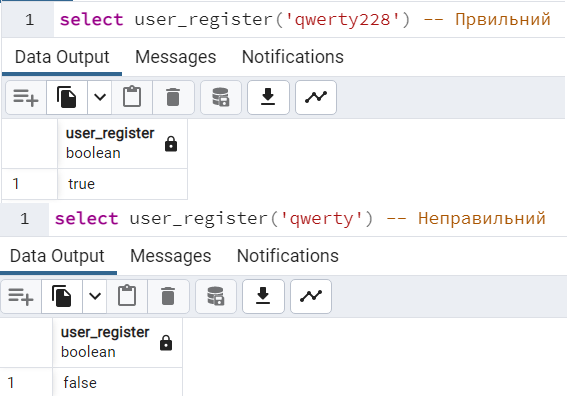 1 select user_register('qwerty228') -- Првильний
Data Output Messages Notifications
user_register
boolean
1 true
1 select user_register('qwerty') -- Неправильний
Data Output Messages Notifications
user_register
boolean
1 false